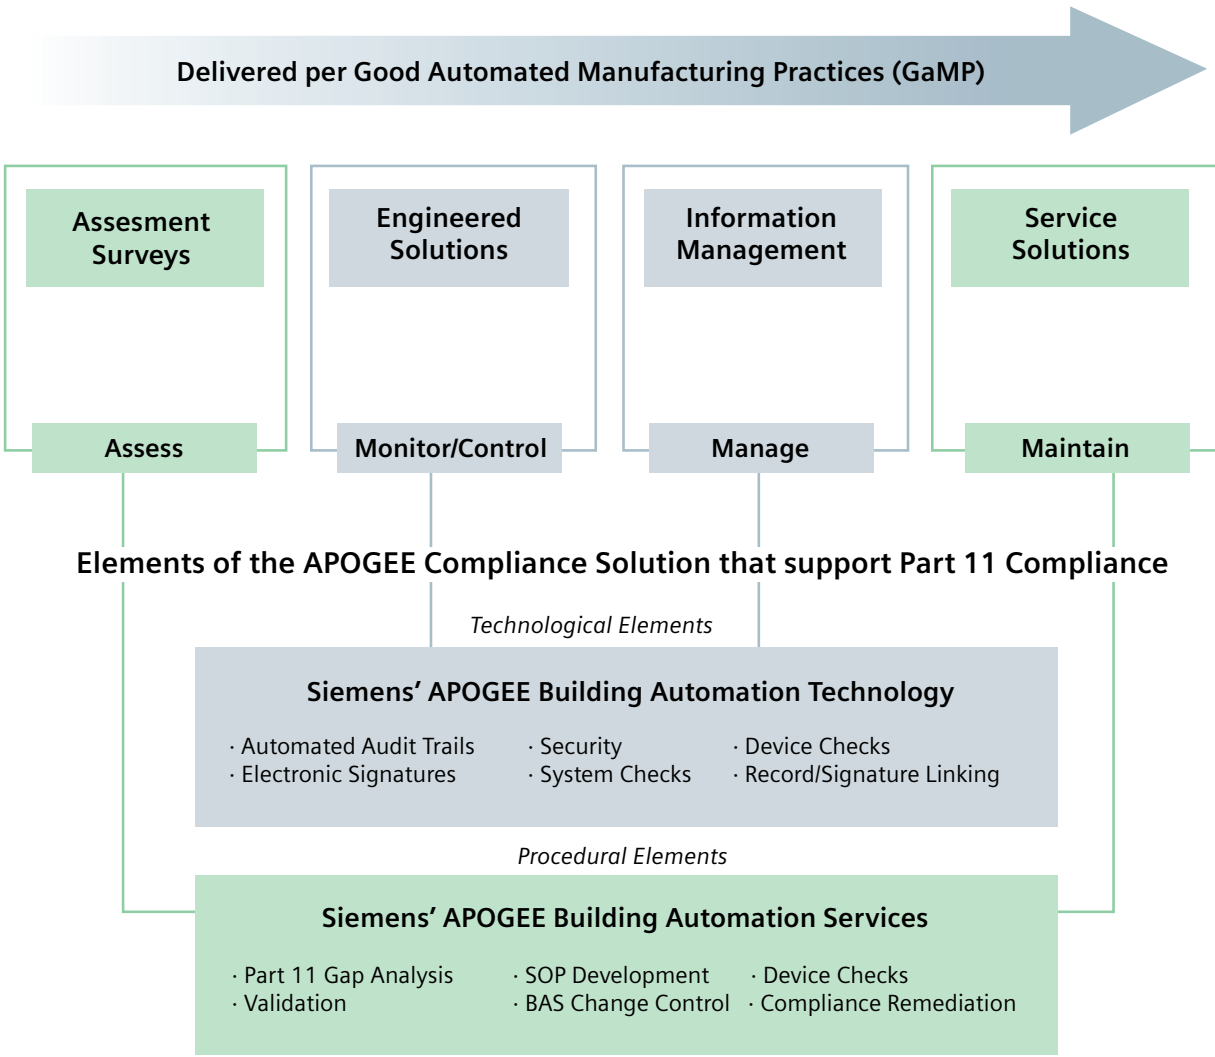 Delivered per Good Automated Manufacturing Practices (GaMP)
Assesment
Surveys
Engineered
Solutions
Information
Management
Service
Solutions
Assess
Monitor/Control
Manage
Maintain
Elements of the APOGEE Compliance Solution that support Part 11 Compliance
Technological Elements
Siemens' APOGEE Building Automation Technology
· Automated Audit Trails
· Electronic Signatures
· Security
· System Checks
· Device Checks
· Record/Signature Linking
Procedural Elements
Siemens' APOGEE Building Automation Services
· Part 11 Gap Analysis
· Validation
· SOP Development
· BAS Change Control
· Device Checks
· Compliance Remediation